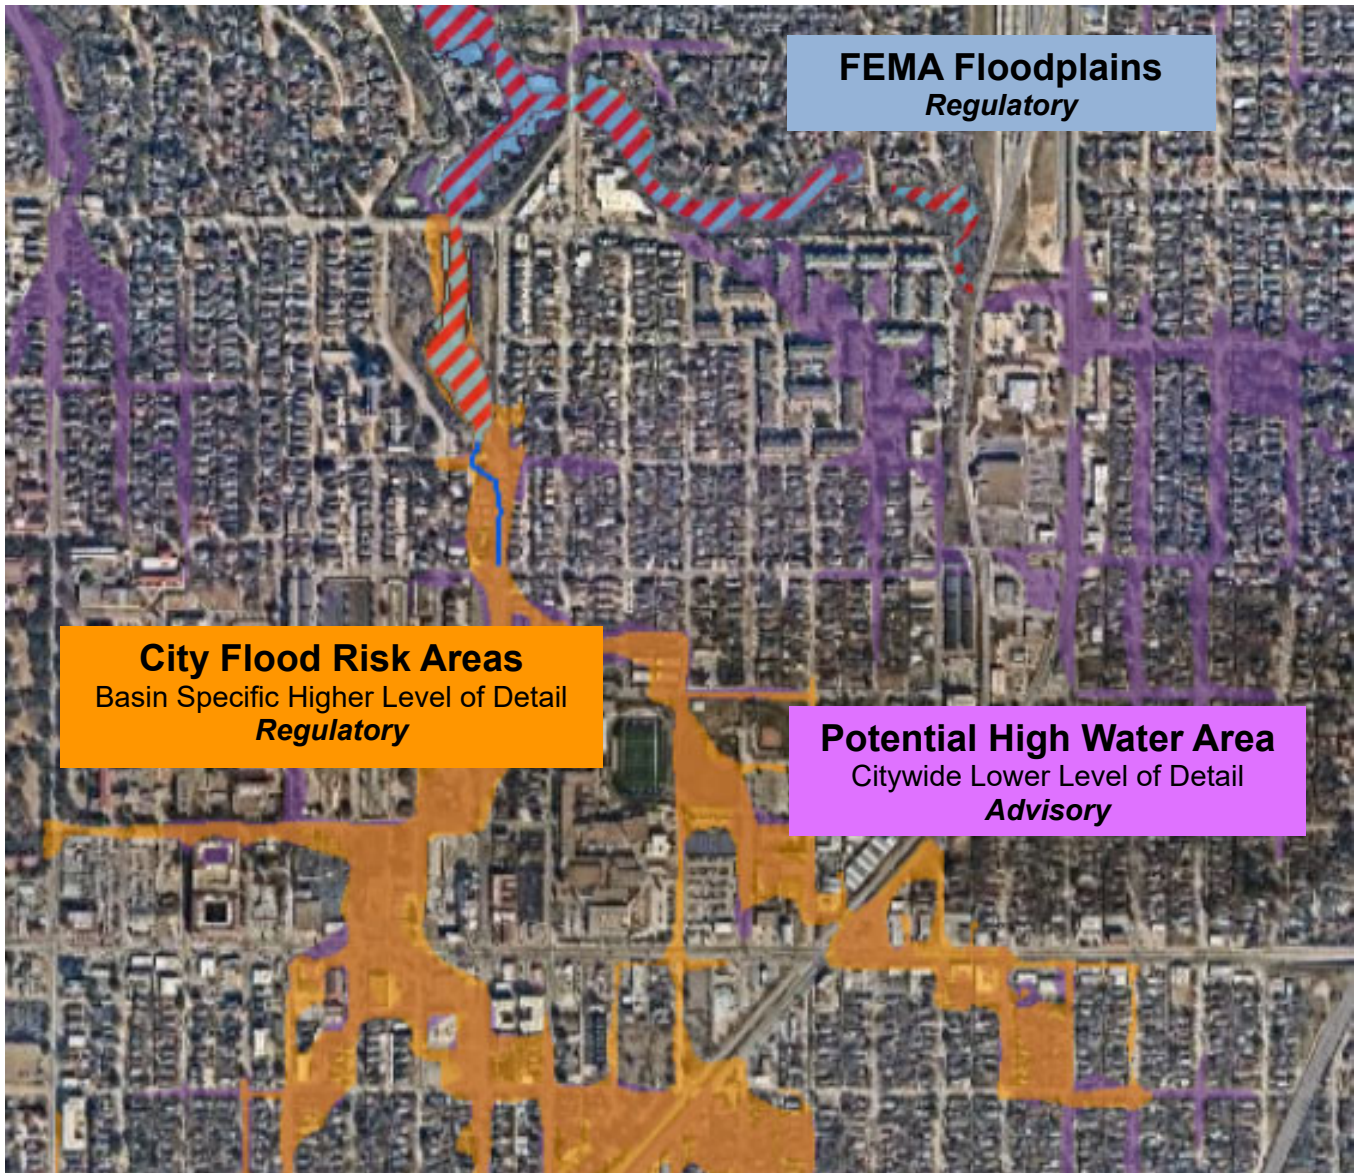 FEMA Floodplains
Regulatory
City Flood Risk Areas
Basin Specific Higher Level of Detail
Regulatory
Potential High Water Area
Citywide Lower Level of Detail
Advisory